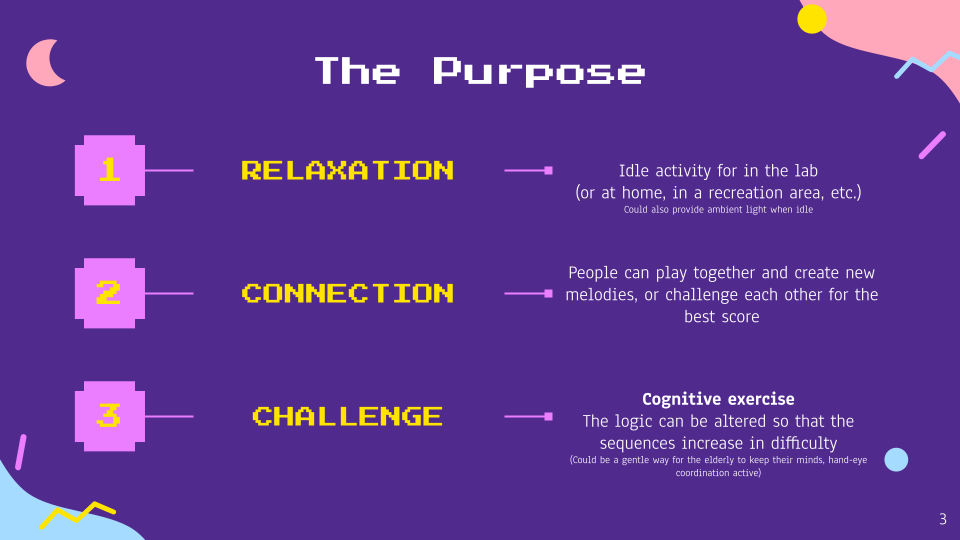 The Purpose
1
RELAXATION
Idle activity for in the lab
(or at home, in a recreation area, etc.)
Could also provide ambient light when idle
2
CONNECTION
People can play together and create new
melodies, or challenge each other for the
best score
3
CHALLENGE
Cognitive exercise
The logic can be altered so that the
sequences increase in difficulty
(Could be a gentle way for the elderly to keep their minds, hand-eye
coordination active)
3